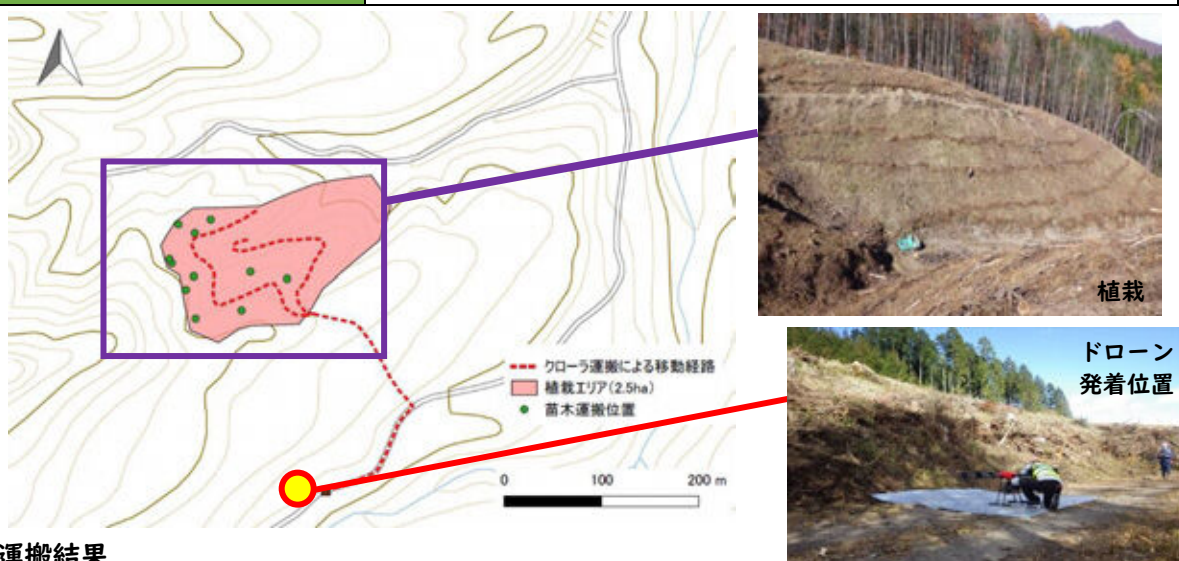 植栽
ドローン
発着位置
クローラ運搬による移動経路
植栽エリア(2.5ha)
苗木運搬位置
0 100 200 m
運搬結果